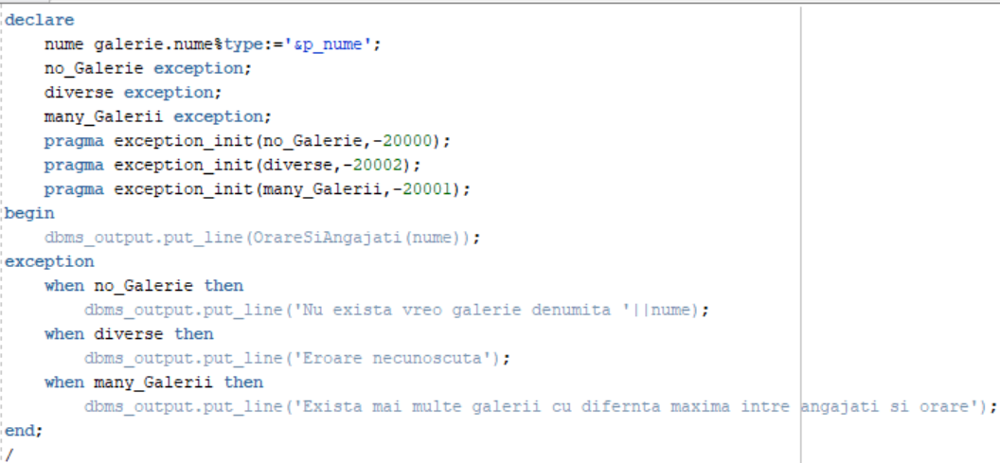 declare
    nume galerie.nume%type:='&p_nume';
    no_Galerie exception;
    diverse exception;
    many_Galerii exception;
    pragma exception_init(no_Galerie,-20000);
    pragma exception_init(diverse,-20002);
    pragma exception_init(many_Galerii,-20001);
begin
    dbms_output.put_line(OrareSiAngajati(nume));
exception
    when no_Galerie then
        dbms_output.put_line('Nu exista vreo galerie denumita '||nume);
    when diverse then
        dbms_output.put_line('Eroare necunoscuta');
    when many_Galerii then
        dbms_output.put_line('Exista mai multe galerii cu difernta maxima intre angajati si orare');
end;
/